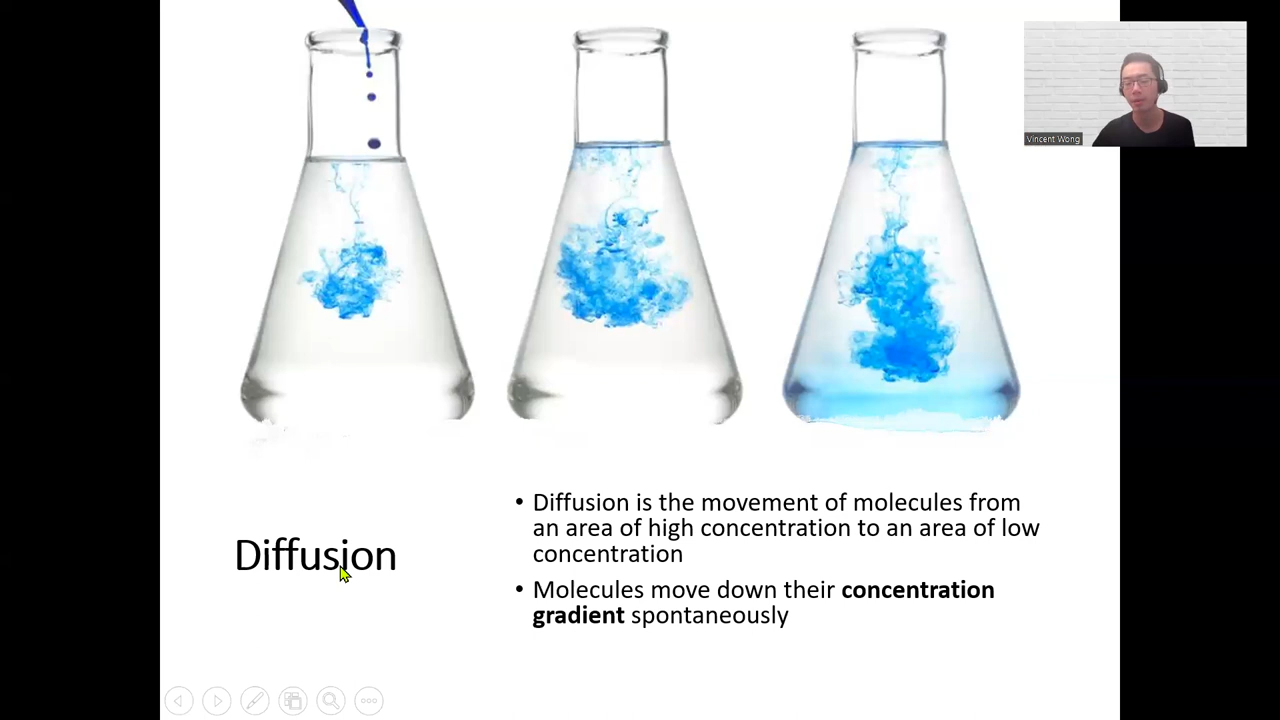 Vincent Wong
Diffusion
• Diffusion is the movement of molecules from
an area of high concentration to an area of low
concentration
• Molecules move down their concentration
gradient spontaneously